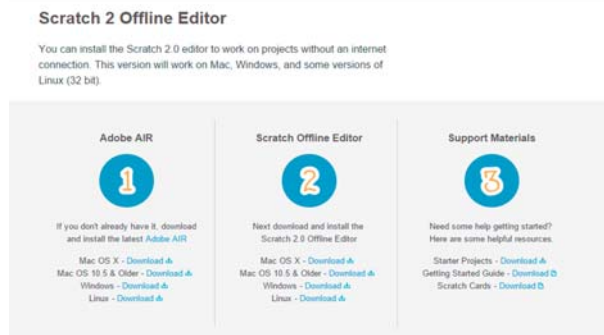 Scratch 2 Offline Editor
You can install the Scratch 2.0 editor to work on projects without an internet
connection. This version will work on Mac, Windows, and some versions of
Linux (32 bit).
Adobe AIR
1
If you don't already have it, download
and install the latest Adobe AIR
Mac OS X - Download
Mac OS 10.5 & Older - Download
Windows - Download
Linux - Download
Scratch Offline Editor
2
Next download and install the
Scratch 2.0 Offline Editor
Mac OS X - Download
Mac OS 10.5 & Older - Download
Windows - Download
Linux - Download
Support Materials
3
Need some help getting started?
Here are some helpful resources.
Starter Projects - Download
Getting Started Guide - Download
Scratch Cards - Download